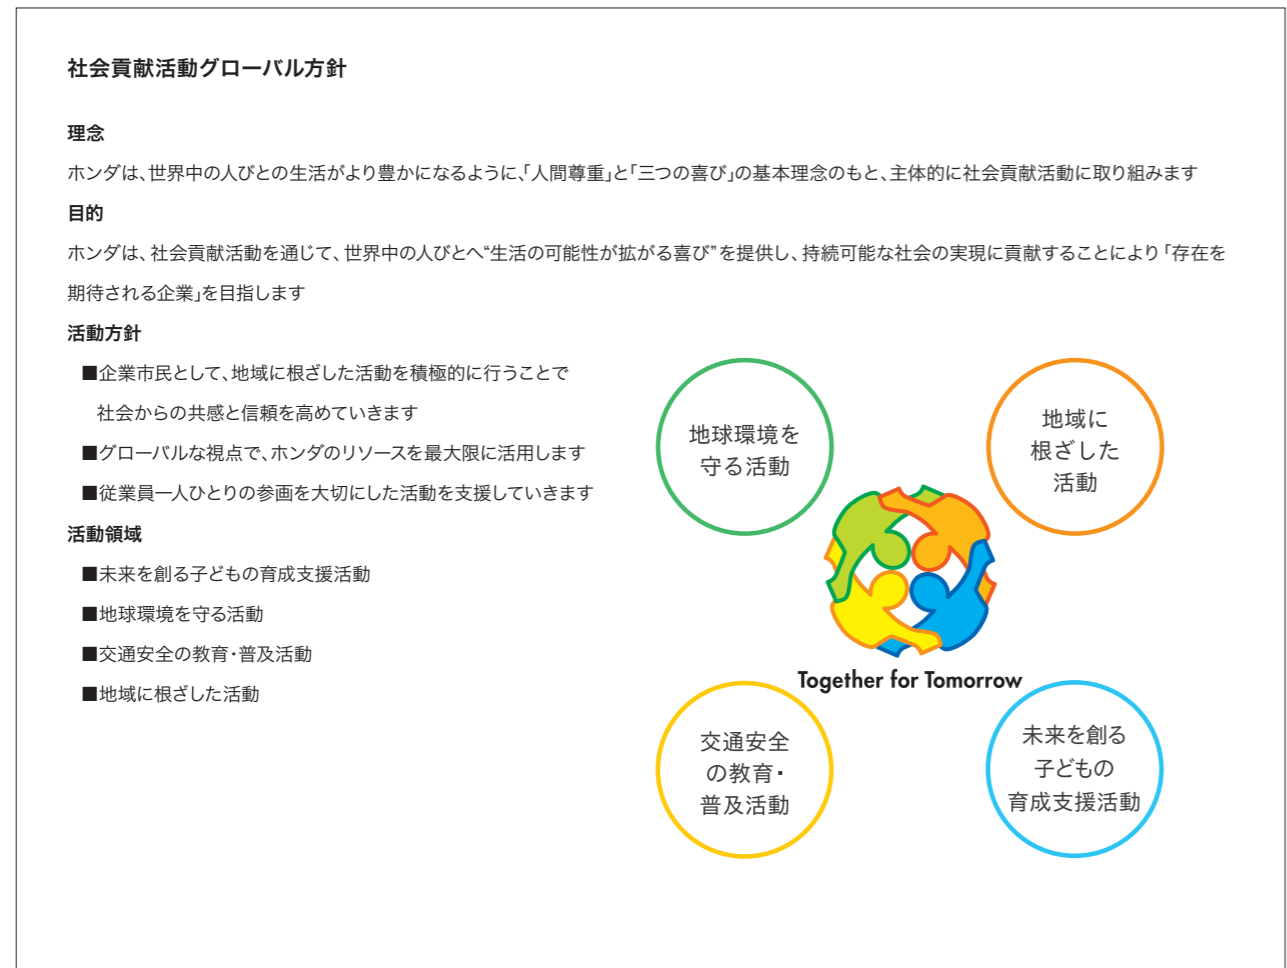 社会貢献活動グローバル方針
理念
ホンダは、世界中の人びとの生活がより豊かになるように、「人間尊重」と「三つの喜び」の基本理念のもと、主体的に社会貢献活動に取り組みます
目的
ホンダは、社会貢献活動を通じて、世界中の人びとへ“生活の可能性が拡がる喜び”を提供し、持続可能な社会の実現に貢献することにより「存在を
期待される企業」を目指します
活動方針
■企業市民として、地域に根ざした活動を積極的に行うことで
社会からの共感と信頼を高めていきます
■グローバルな視点で、ホンダのリソースを最大限に活用します
■従業員一人ひとりの参画を大切にした活動を支援していきます
活動領域
■未来を創る子どもの育成支援活動
■地球環境を守る活動
■交通安全の教育・普及活動
■地域に根ざした活動
地球環境を
守る活動
地域に
根ざした
活動
Together for Tomorrow
交通安全
の教育・
普及活動
未来を創る
子どもの
育成支援活動